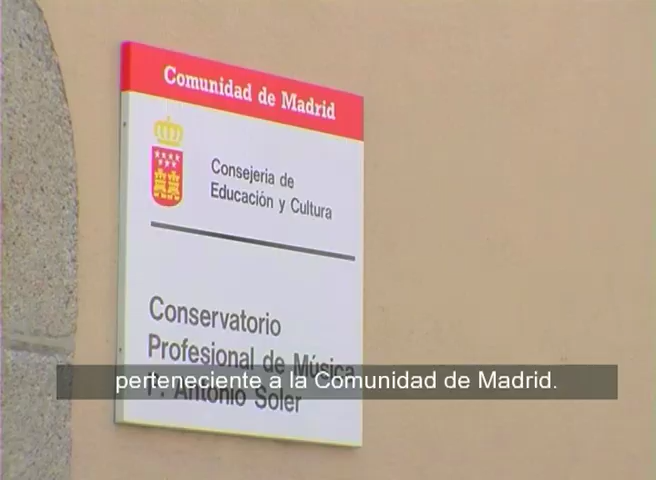 Comunidad de Madrid
Consejeria de
Educación y Cultura
Conservatorio
Profesional de Música
P. Antonio Soler
perteneciente a la Comunidad de Madrid.